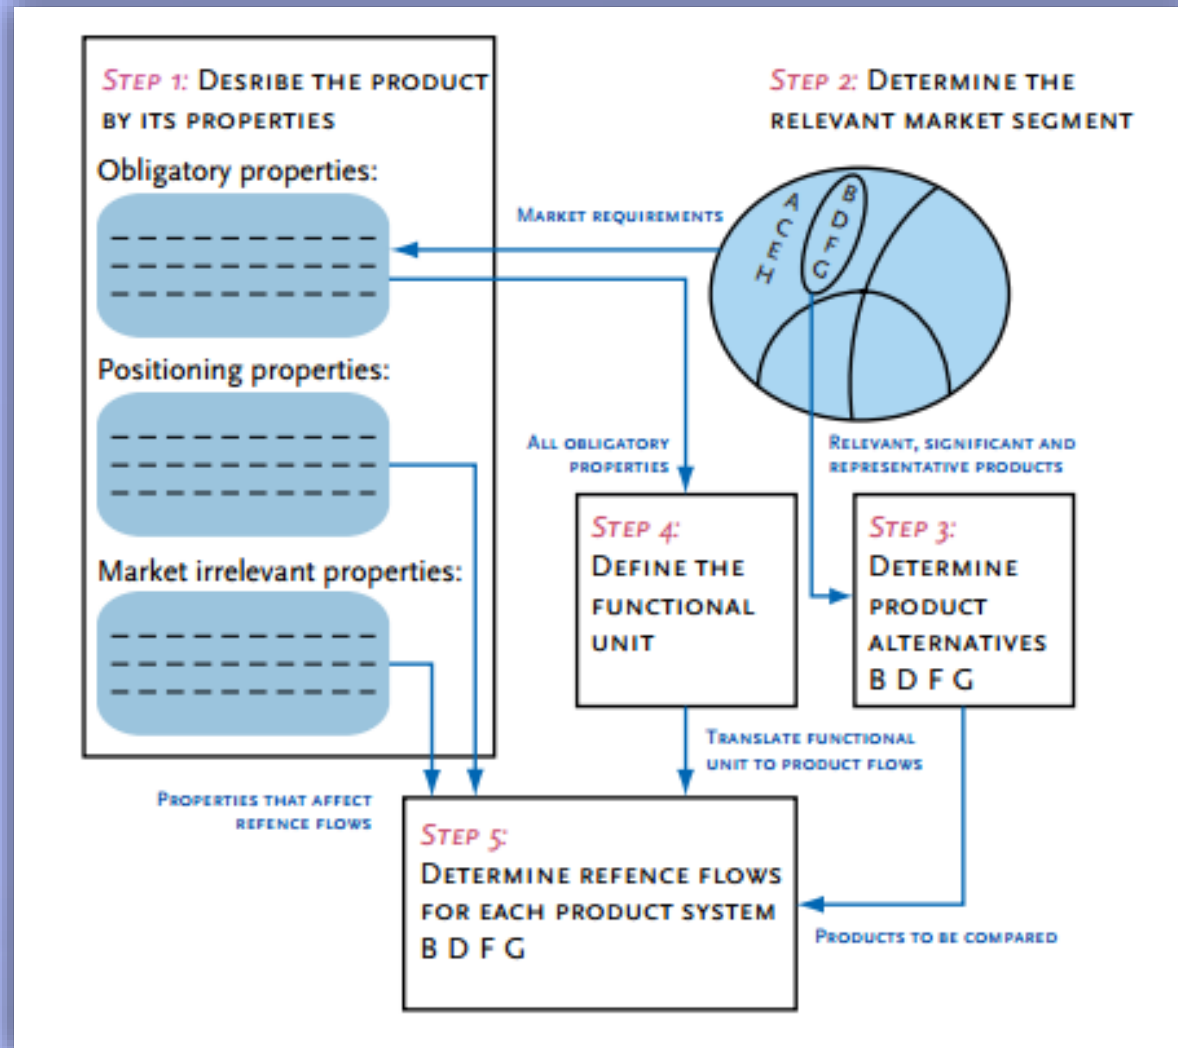 STEP 1: DESRIBE THE PRODUCT
BY ITS PROPERTIES
Obligatory properties:
Positioning properties:
Market irrelevant properties:
STEP 2: DETERMINE THE
RELEVANT MARKET SEGMENT
A
C
E
H
B
D
F
G
MARKET REQUIREMENTS
ALL OBLIGATORY
PROPERTIES
RELEVANT, SIGNIFICANT AND
REPRESENTATIVE PRODUCTS
STEP 4:
DEFINE THE
FUNCTIONAL
UNIT
STEP 3:
DETERMINE
PRODUCT
ALTERNATIVES
B D F G
TRANSLATE FUNCTIONAL
UNIT TO PRODUCT FLOWS
PROPERTIES THAT AFFECT
REFENCE FLOWS
STEP 5:
DETERMINE REFENCE FLOWS
FOR EACH PRODUCT SYSTEM
B D F G
PRODUCTS TO BE COMPARED